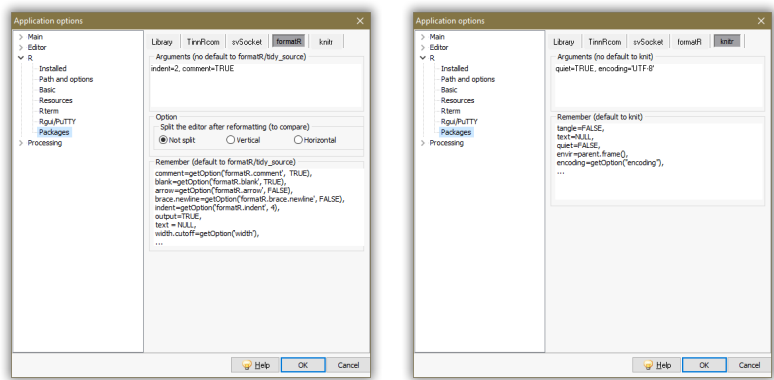 Application options
Main
Editor
R
Installed
Path and options
Basic
Resources
Rterm
Rgui/PuTTY
Packages
Processing
Library TinnRcom svSocket formatR knitr
Arguments (no default to formatR/tidy_source)
indent=2, comment=TRUE
Option
Split the editor after reformatting (to compare)
Not split Vertical Horizontal
Remember (default to formatR/tidy_source)
comment=getOption('formatR.comment', TRUE),
blank=getOption('formatR.blank', TRUE),
arrow=getOption('formatR.arrow', FALSE),
brace.newline=getOption('formatR.brace.newline', FALSE),
indent=getOption('formatR.indent', 4),
output=TRUE,
text = NULL,
width.cutoff=getOption('width'),
...
Help OK Cancel
Application options
Main
Editor
R
Installed
Path and options
Basic
Resources
Rterm
Rgui/PuTTY
Packages
Processing
Library TinnRcom svSocket formatR knitr
Arguments (no default to knit)
quiet=TRUE, encoding='UTF-8'
Remember (default to knit)
tangle=FALSE,
text=NULL,
quiet=FALSE,
envir=parent.frame(),
encoding=getOption("encoding"),
...
Help OK Cancel